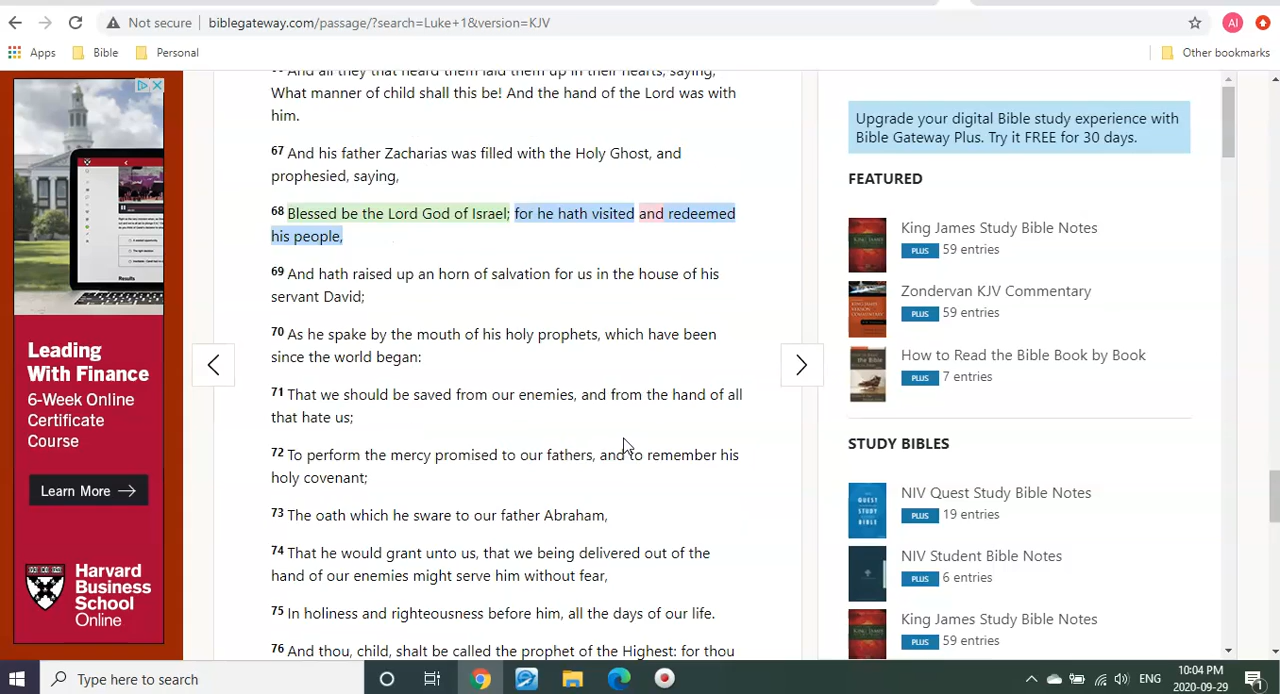 Not secure | biblegateway.com/passage/?search=Luke+1&version=KJV
AI
Apps Bible Personal Other bookmarks
And all they that heard them laid them up in their hearts, saying,
What manner of child shall this be! And the hand of the Lord was with
him.
67 And his father Zacharias was filled with the Holy Ghost, and
prophesied, saying,
68 Blessed be the Lord God of Israel; for he hath visited and redeemed
his people,
69 And hath raised up an horn of salvation for us in the house of his
servant David;
70 As he spake by the mouth of his holy prophets, which have been
since the world began:
71 That we should be saved from our enemies, and from the hand of all
that hate us;
72 To perform the mercy promised to our fathers, and to remember his
holy covenant;
73 The oath which he sware to our father Abraham,
74 That he would grant unto us, that we being delivered out of the
hand of our enemies might serve him without fear,
75 In holiness and righteousness before him, all the days of our life.
76 And thou, child, shalt be called the prophet of the Highest: for thou
Results
Leading
With Finance
6-Week Online
Certificate
Course
Learn More →
Harvard
Business
School
Online
Upgrade your digital Bible study experience with
Bible Gateway Plus. Try it FREE for 30 days.
FEATURED
King James Study Bible Notes
PLUS 59 entries
Zondervan KJV Commentary
PLUS 59 entries
How to Read the Bible Book by Book
PLUS 7 entries
STUDY BIBLES
NIV Quest Study Bible Notes
PLUS 19 entries
NIV Student Bible Notes
PLUS 6 entries
King James Study Bible Notes
PLUS 59 entries
Type here to search
ENG
10:04 PM
2020-09-29
1